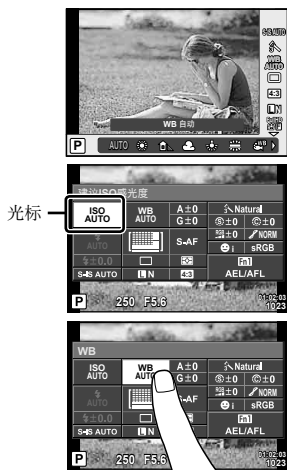 S-IS AUTO
WB AUTO
4:3
L N
WB 自动
P AUTO
光标
建议ISO感光度
ISO AUTO WB AUTO A±0 G±0 Natural
S±0 C±0
AUTO S-AF RGB±0 NORM
i sRGB
±0.0 Fn1
S-IS AUTO L N 4:3 AEL/AFL
P 250 F5.6 01:02:03 1023
WB
ISO AUTO WB AUTO A±0 G±0 Natural
S±0 C±0
AUTO -AF RGB±0 NORM
i sRGB
±0.0 Fn1
S-IS AUTO L N AEL/AFL
P 250 F5.6 01:02:03 1023